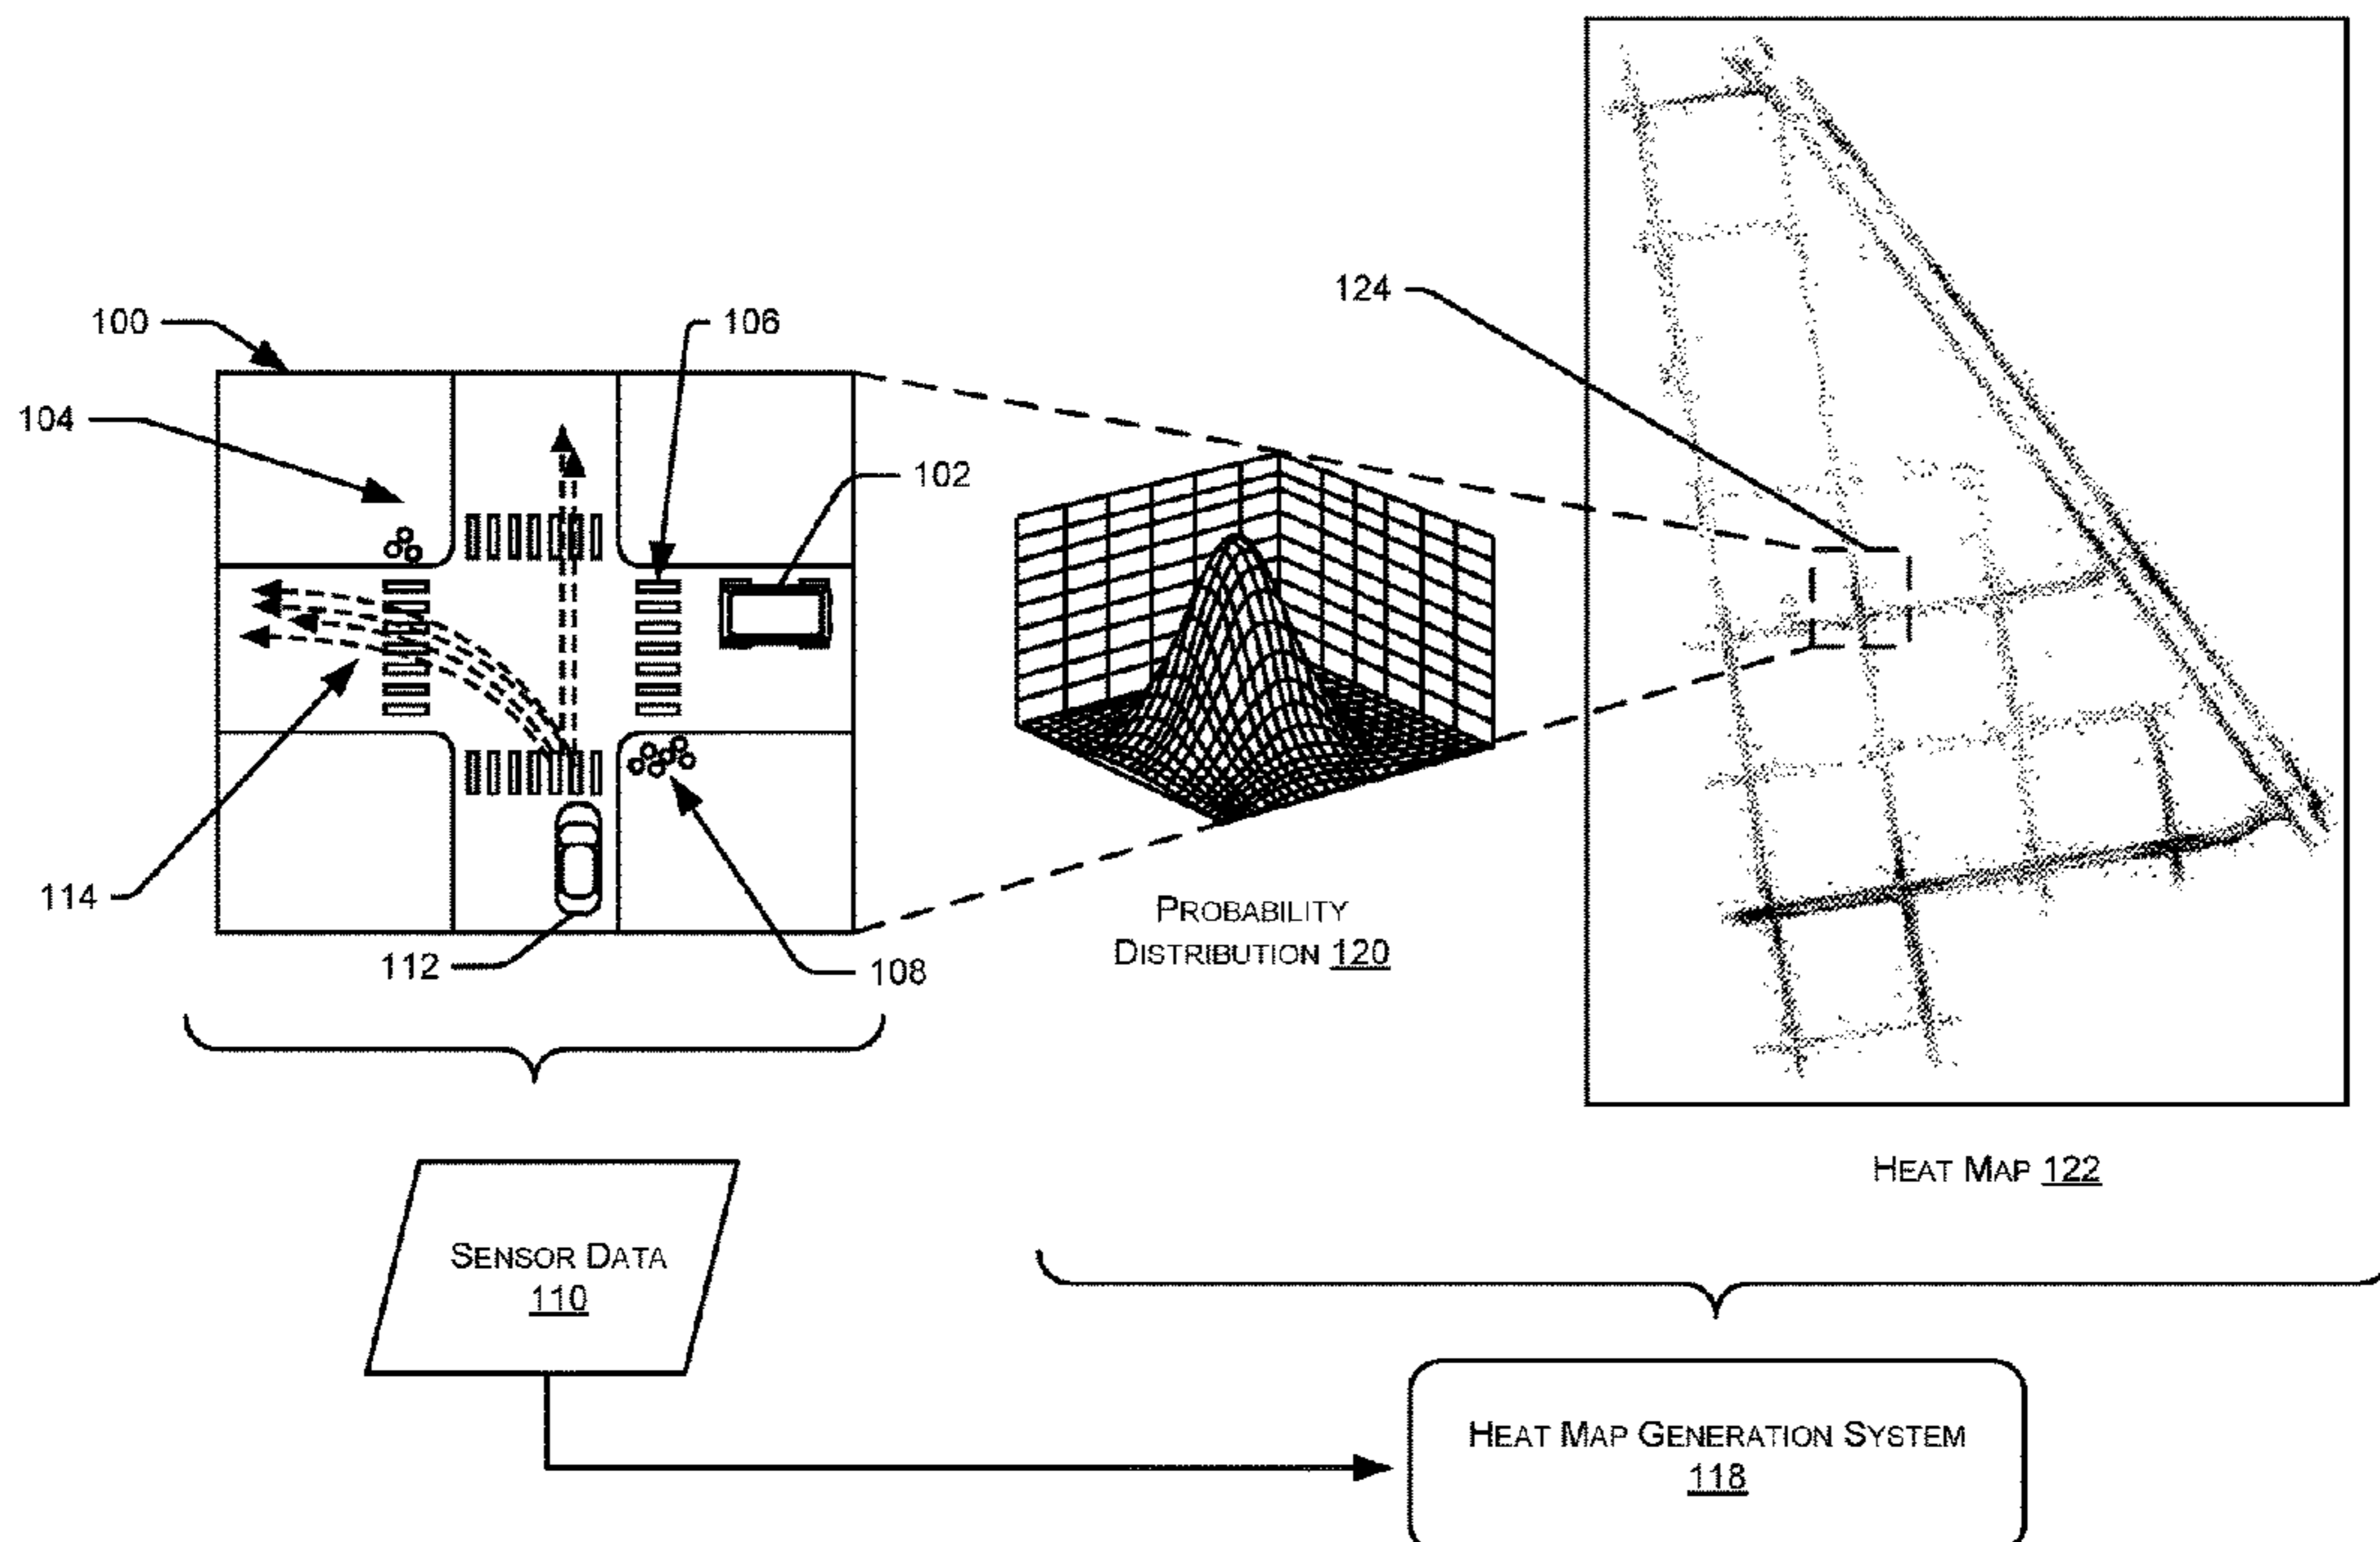 124
100
106
104
102
114
112
108
PROBABILITY
DISTRIBUTION 120
HEAT MAP 122
SENSOR DATA
110
HEAT MAP GENERATION SYSTEM
118